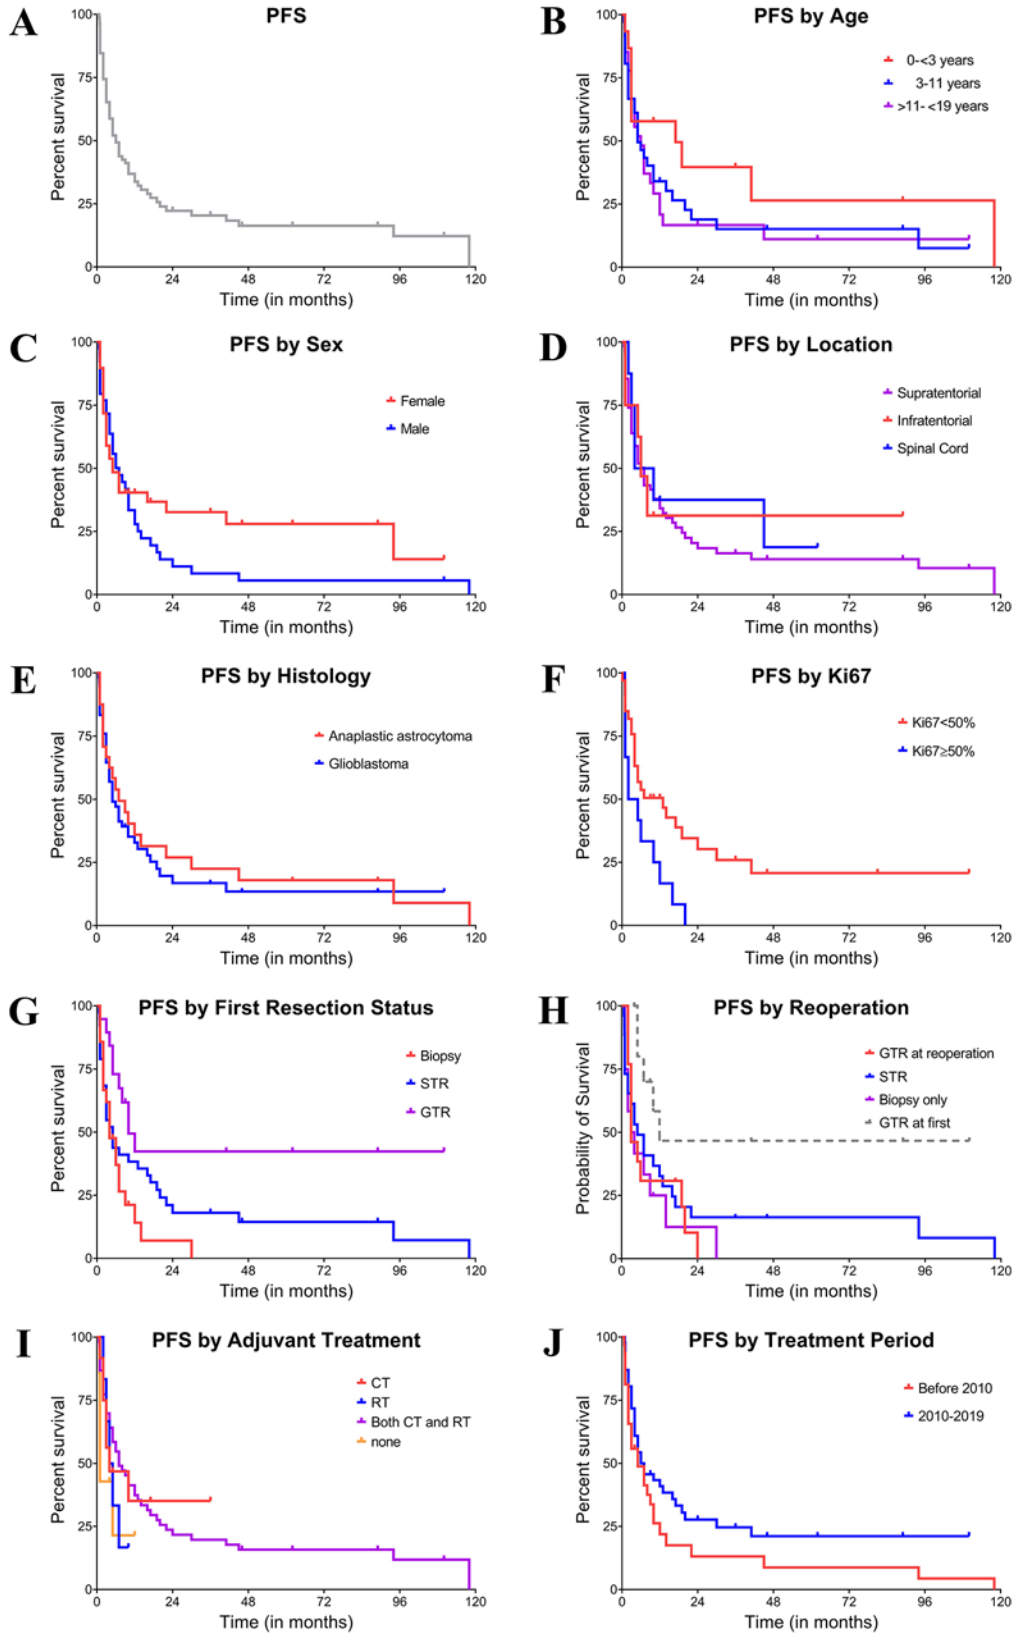 A
PFS
Percent survival
100
75
50
25
0
0 24 48 72 96 120
Time (in months)
B
PFS by Age
Percent survival
100
75
50
25
0
0-<3 years
3-11 years
>11- <19 years
0 24 48 72 96 120
Time (in months)
C
PFS by Sex
Percent survival
100
75
50
25
0
Female
Male
0 24 48 72 96 120
Time (in months)
D
PFS by Location
Percent survival
100
75
50
25
0
Supratentorial
Infratentorial
Spinal Cord
0 24 48 72 96 120
Time (in months)
E
PFS by Histology
Percent survival
100
75
50
25
0
Anaplastic astrocytoma
Glioblastoma
0 24 48 72 96 120
Time (in months)
F
PFS by Ki67
Percent survival
100
75
50
25
0
Ki67<50%
Ki67≥50%
0 24 48 72 96 120
Time (in months)
G
PFS by First Resection Status
Percent survival
100
75
50
25
0
Biopsy
STR
GTR
0 24 48 72 96 120
Time (in months)
H
PFS by Reoperation
Probability of Survival
100
75
50
25
0
GTR at reoperation
STR
Biopsy only
GTR at first
0 24 48 72 96 120
Time (in months)
I
PFS by Adjuvant Treatment
Percent survival
100
75
50
25
0
CT
RT
Both CT and RT
none
0 24 48 72 96 120
Time (in months)
J
PFS by Treatment Period
Percent survival
100
75
50
25
0
Before 2010
2010-2019
0 24 48 72 96 120
Time (in months)